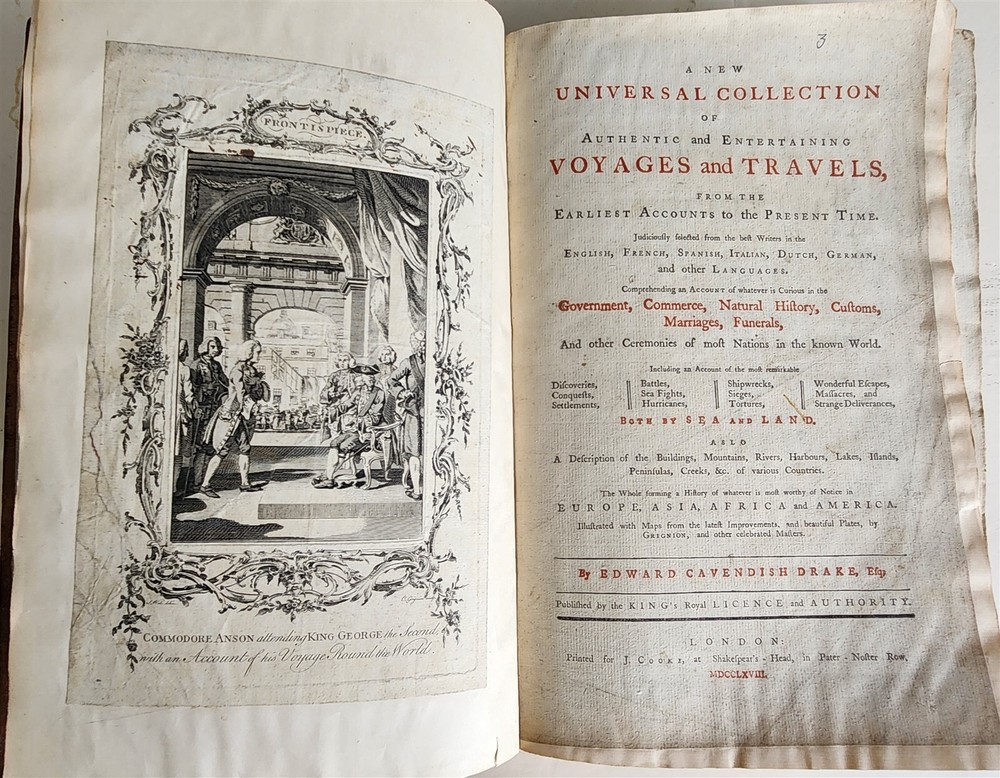 FRONTISPIECE.
COMMODORE ANSON attending KING GEORGE the Second,
with an Account of his Voyage Round the World.
3
A NEW
UNIVERSAL COLLECTION
OF
AUTHENTIC and ENTERTAINING
VOYAGES and TRAVELS,
FROM THE
EARLIEST ACCOUNTS to the PRESENT TIME.
Judiciouſly ſelected from the beſt Writers in the
ENGLISH, FRENCH, SPANISH, ITALIAN, DUTCH, GERMAN,
and other LANGUAGES.
Comprehending an ACCOUNT of whatever is Curious in the
Government, Commerce, Natural Hiſtory, Cuſtoms,
Marriages, Funerals,
And other Ceremonies of moſt Nations in the known World.
Including an Account of the moſt remarkable
Diſcoveries, Battles, Shipwrecks, Wonderful Eſcapes,
Conqueſts, Sea Fights, Sieges, Maſſacres, and
Settlements, Hurricanes, Tortures, Strange Deliverances,
BOTH BY SEA AND LAND.
ALSO
A Deſcription of the Buildings, Mountains, Rivers, Harbours, Lakes, Iſlands,
Peninſulas, Creeks, &c. of various Countries.
The Whole forming a Hiſtory of whatever is moſt worthy of Notice in
EUROPE, ASIA, AFRICA and AMERICA.
Illuſtrated with Maps from the lateſt Improvements, and beautiful Plates, by
GRIGNION, and other celebrated Maſters.
By EDWARD CAVENDISH DRAKE, Eſq;
Publiſhed by the KING's Royal LICENCE and AUTHORITY.
LONDON:
Printed for J. COOKE, at Shakeſpear's-Head, in Pater-Noſter Row,
MDCCLXVIII.